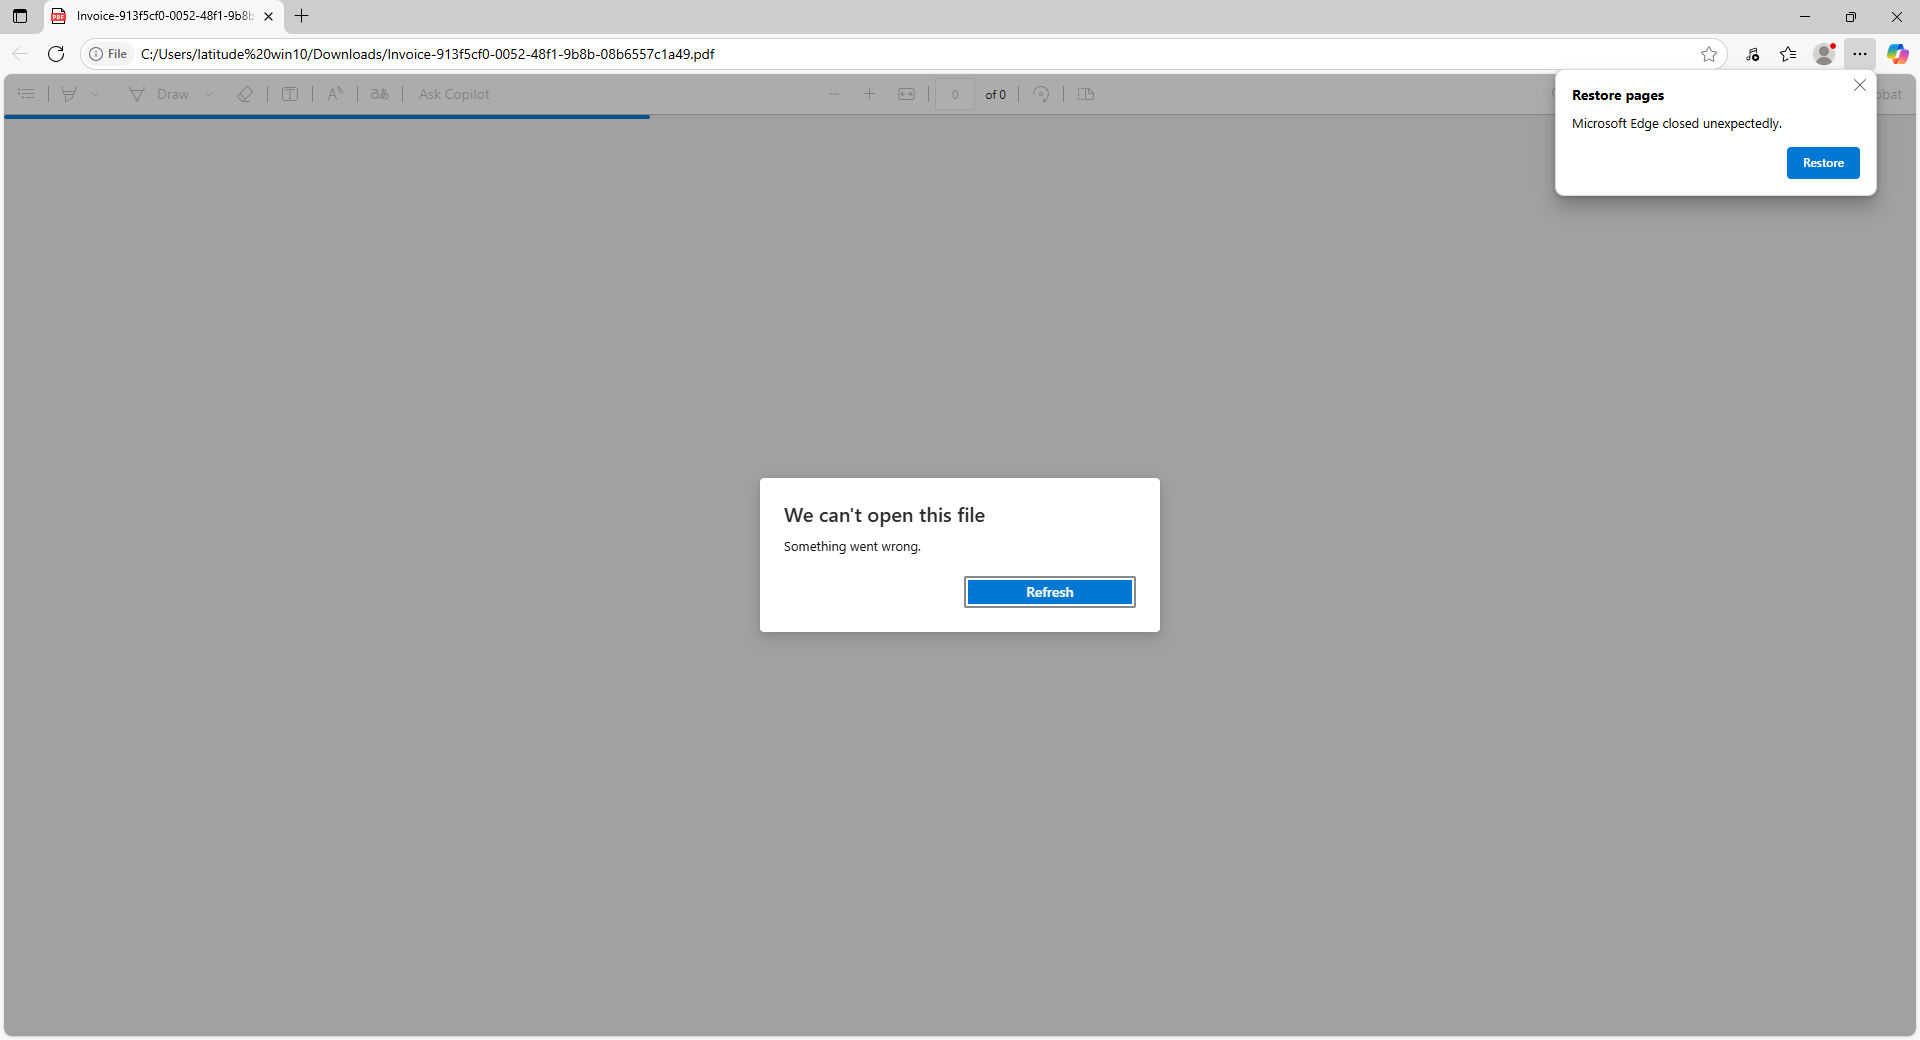 Invoice-913f5cf0-0052-48f1-9b8b
File
C:/Users/latitude%20win10/Downloads/Invoice-913f5cf0-0052-48f1-9b8b-08b6557c1a49.pdf
Draw
aあ
Ask Copilot
0
of 0
bat
Restore pages
Microsoft Edge closed unexpectedly.
Restore
We can't open this file
Something went wrong.
Refresh